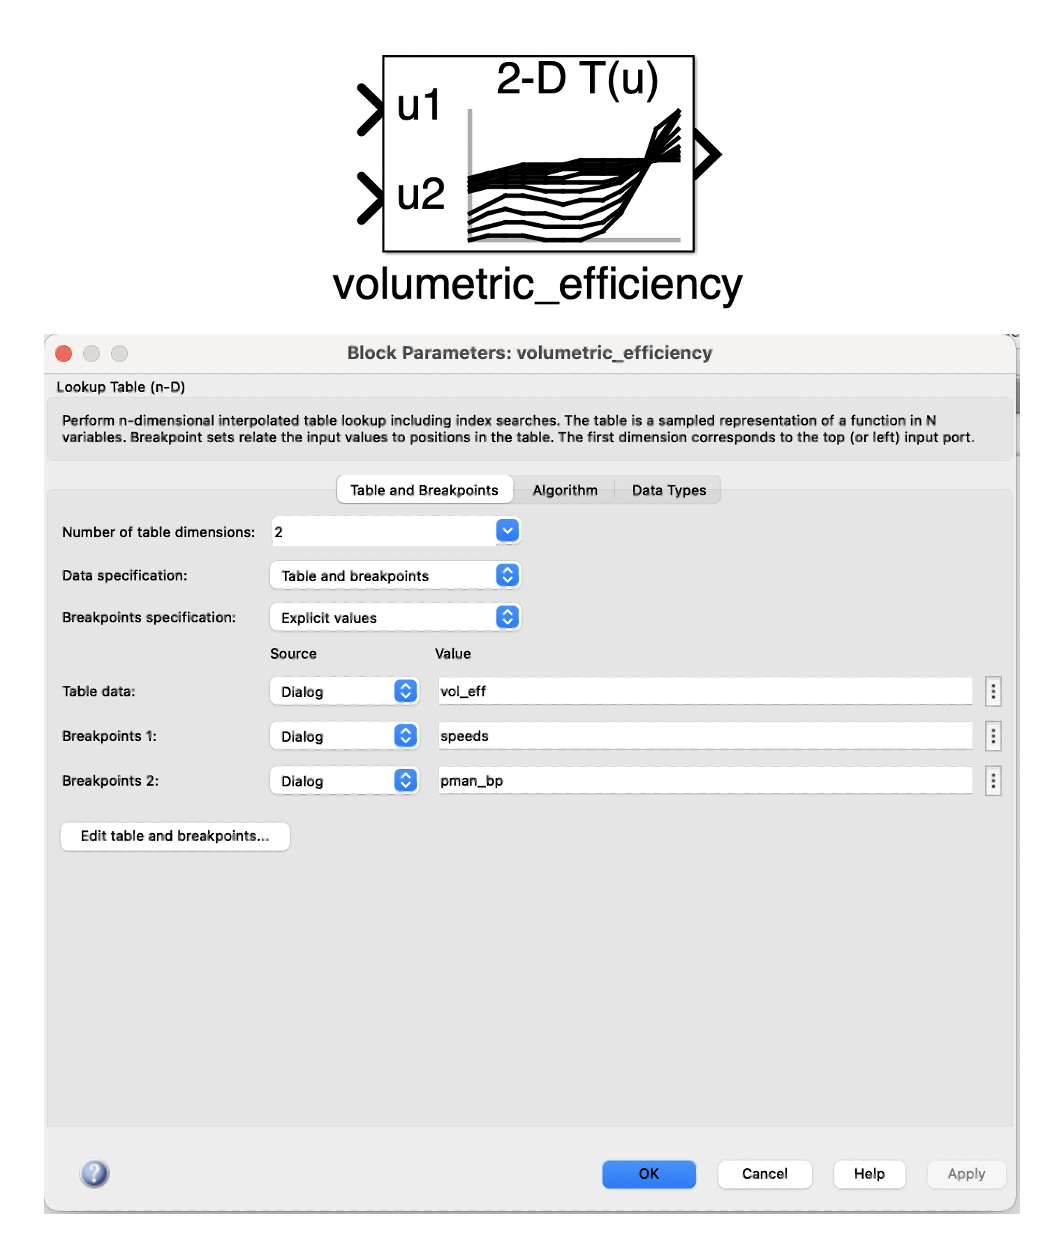 2-D T(u)
u1
u2
volumetric_efficiency
Block Parameters: volumetric_efficiency
Lookup Table (n-D)
Perform n-dimensional interpolated table lookup including index searches. The table is a sampled representation of a function in N
variables. Breakpoint sets relate the input values to positions in the table. The first dimension corresponds to the top (or left) input port.
Table and Breakpoints Algorithm Data Types
Number of table dimensions: 2
Data specification: Table and breakpoints
Breakpoints specification: Explicit values
Source Value
Table data: Dialog vol_eff
Breakpoints 1: Dialog speeds
Breakpoints 2: Dialog pman_bp
Edit table and breakpoints...
? OK Cancel Help Apply